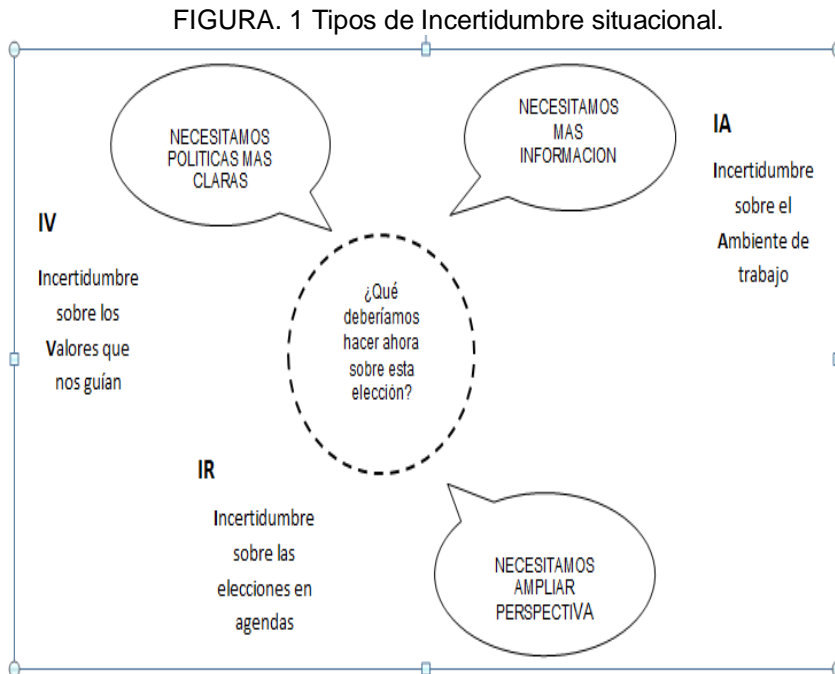 FIGURA. 1 Tipos de Incertidumbre situacional.
NECESITAMOS
POLITICAS MAS
CLARAS
NECESITAMOS
MAS
INFORMACION
IA
Incertidumbre
sobre el
Ambiente de
trabajo
IV
Incertidumbre
sobre los
Valores que
nos guían
¿Qué
deberíamos
hacer ahora
sobre esta
elección?
IR
Incertidumbre
sobre las
elecciones en
agendas
NECESITAMOS
AMPLIAR
PERSPECTIVA